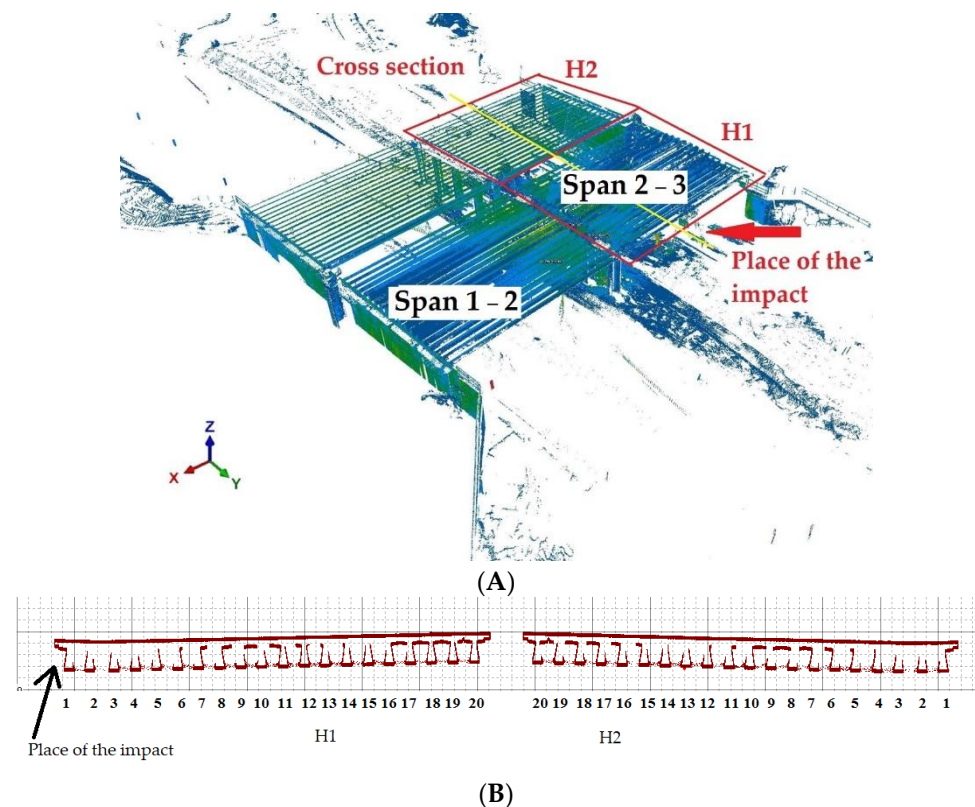 Cross section
H2
H1
Span 2 – 3
Place of the
impact
Span 1 – 2
Z
X
Y
(A)
0
1 2 3 4 5 6 7 8 9 10 11 12 13 14 15 16 17 18 19 20
20 19 18 17 16 15 14 13 12 11 10 9 8 7 6 5 4 3 2 1
Place of the impact
H1
H2
(B)